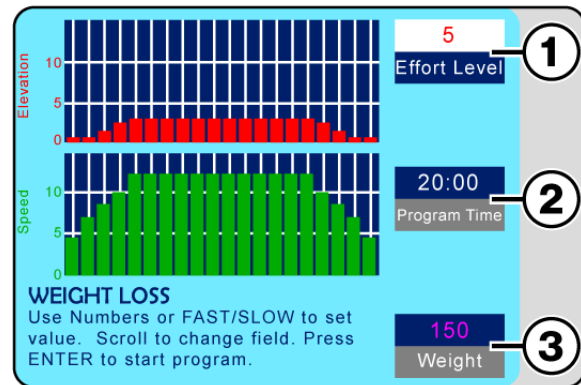 Elevation
10
5
0
5
Effort Level
1
Speed
10
5
0
20:00
Program Time
2
WEIGHT LOSS
Use Numbers or FAST/SLOW to set
value. Scroll to change field. Press
ENTER to start program.
150
Weight
3